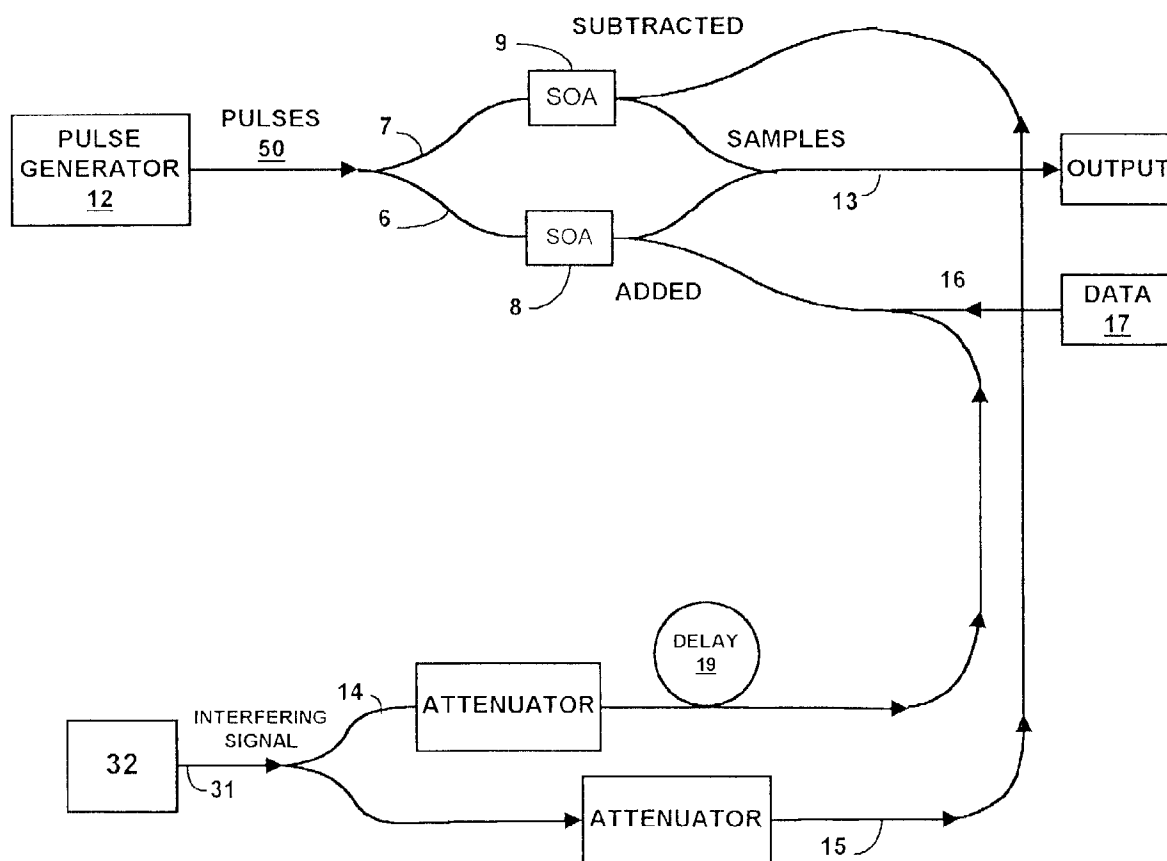 SUBTRACTED
9
SOA
PULSES
50
7
PULSE
GENERATOR
12
SAMPLES
OUTPUT
13
6
SOA
8
ADDED
16
DATA
17
DELAY
19
14
ATTENUATOR
INTERFERING
SIGNAL
32
31
ATTENUATOR
15